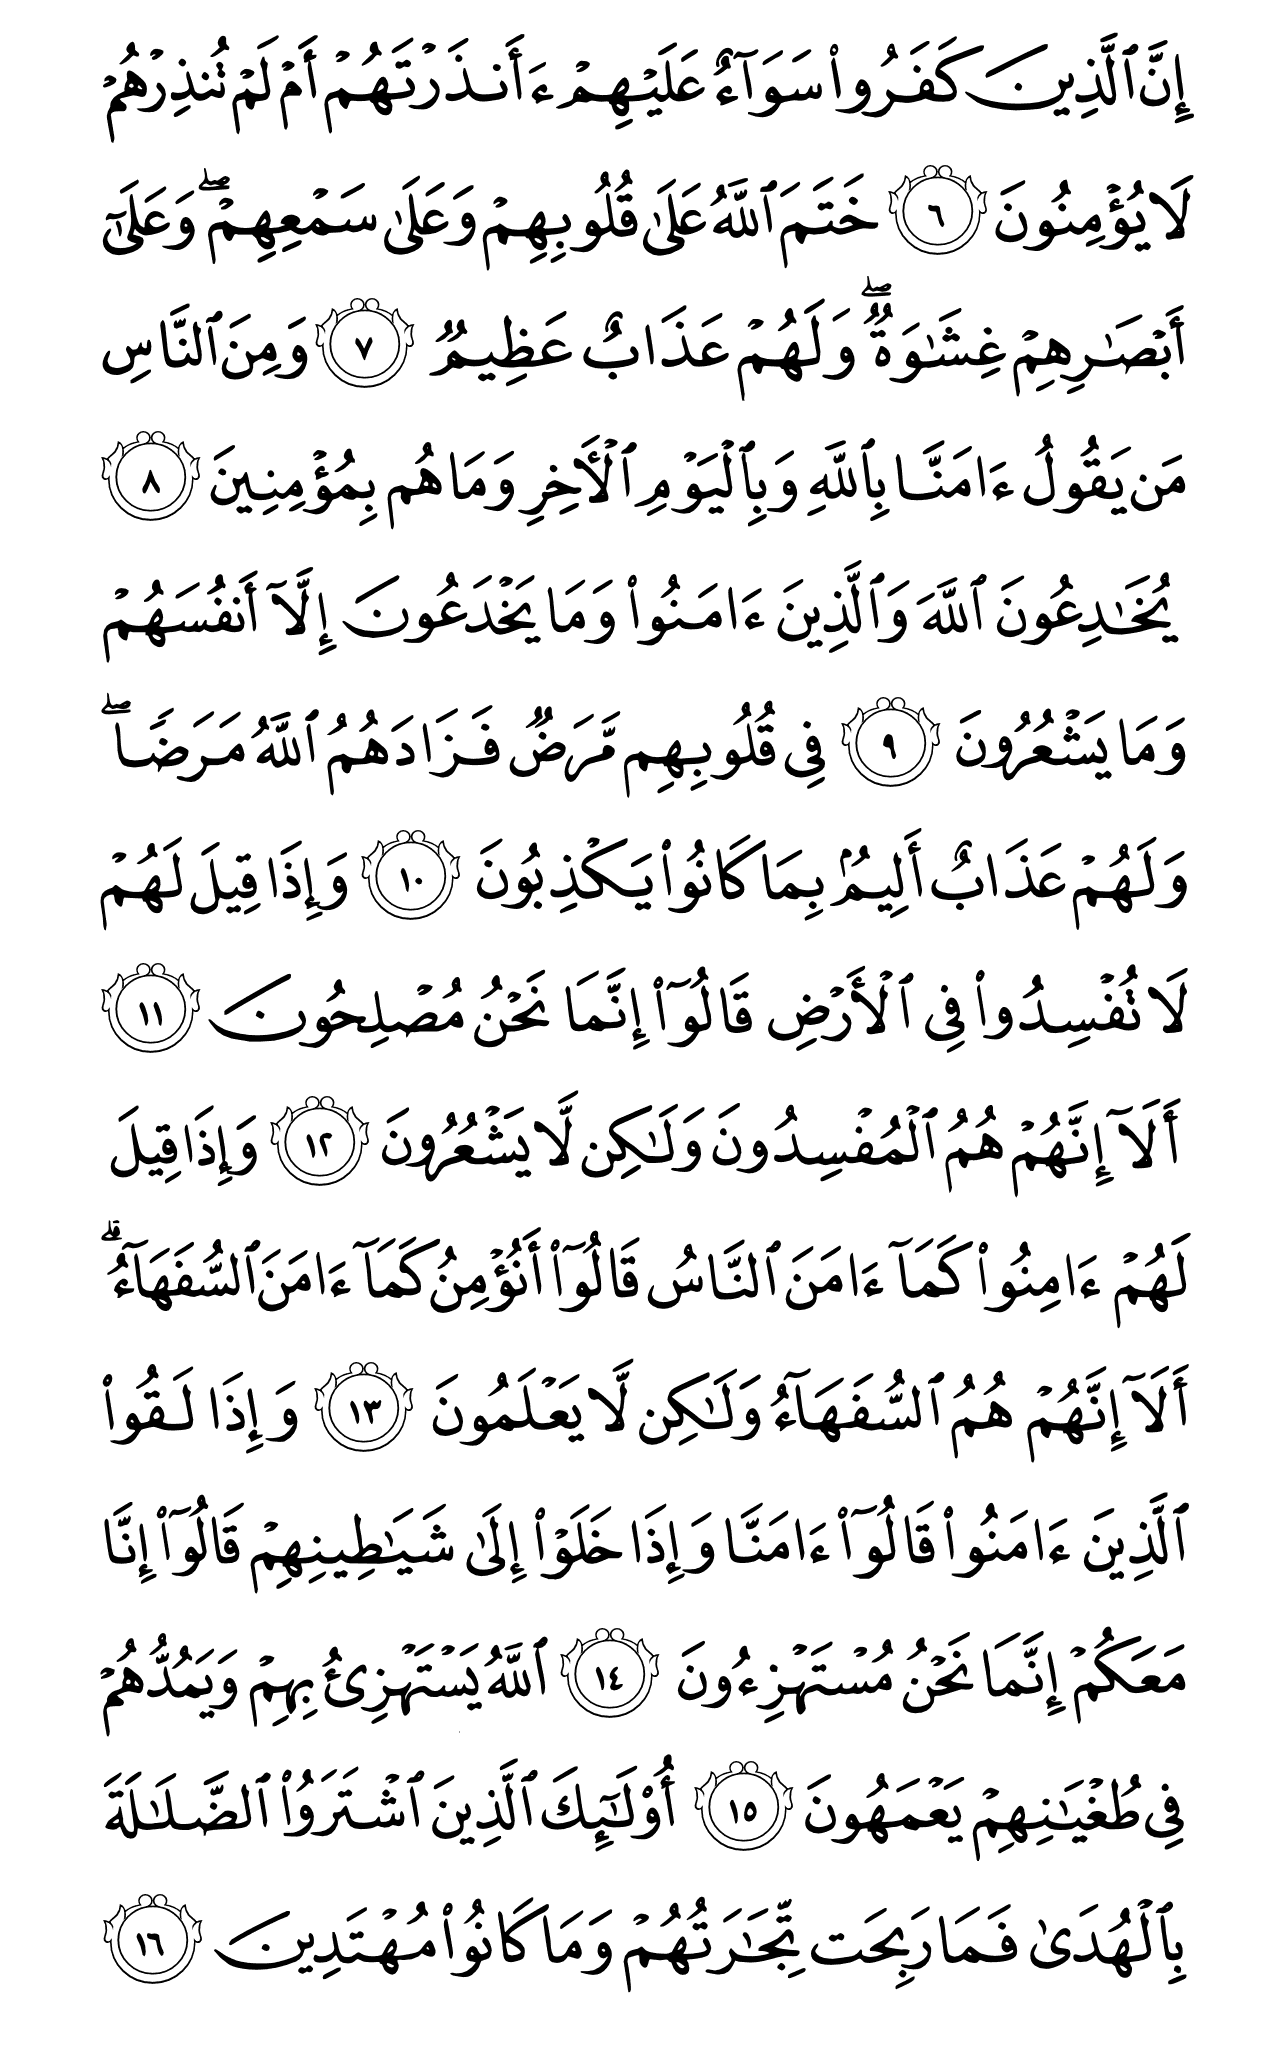 إِنَّ ٱلَّذِينَ كَفَرُوا۟ سَوَآءٌ عَلَيْهِمْ ءَأَنذَرْتَهُمْ أَمْ لَمْ تُنذِرْهُمْ
لَا يُؤْمِنُونَ ٦ خَتَمَ ٱللَّهُ عَلَىٰ قُلُوبِهِمْ وَعَلَىٰ سَمْعِهِمْ ۖ وَعَلَىٰٓ
أَبْصَـٰرِهِمْ غِشَـٰوَةٌ ۖ وَلَهُمْ عَذَابٌ عَظِيمٌ ٧ وَمِنَ ٱلنَّاسِ
مَن يَقُولُ ءَامَنَّا بِٱللَّهِ وَبِٱلْيَوْمِ ٱلْـَٔاخِرِ وَمَا هُم بِمُؤْمِنِينَ ٨
يُخَـٰدِعُونَ ٱللَّهَ وَٱلَّذِينَ ءَامَنُوا۟ وَمَا يَخْدَعُونَ إِلَّآ أَنفُسَهُمْ
وَمَا يَشْعُرُونَ ٩ فِى قُلُوبِهِم مَّرَضٌ فَزَادَهُمُ ٱللَّهُ مَرَضًا ۖ
وَلَهُمْ عَذَابٌ أَلِيمٌۢ بِمَا كَانُوا۟ يَكْذِبُونَ ١٠ وَإِذَا قِيلَ لَهُمْ
لَا تُفْسِدُوا۟ فِى ٱلْأَرْضِ قَالُوٓا۟ إِنَّمَا نَحْنُ مُصْلِحُونَ ١١
أَلَآ إِنَّهُمْ هُمُ ٱلْمُفْسِدُونَ وَلَـٰكِن لَّا يَشْعُرُونَ ١٢ وَإِذَا قِيلَ
لَهُمْ ءَامِنُوا۟ كَمَآ ءَامَنَ ٱلنَّاسُ قَالُوٓا۟ أَنُؤْمِنُ كَمَآ ءَامَنَ ٱلسُّفَهَآءُ ۗ
أَلَآ إِنَّهُمْ هُمُ ٱلسُّفَهَآءُ وَلَـٰكِن لَّا يَعْلَمُونَ ١٣ وَإِذَا لَقُوا۟
ٱلَّذِينَ ءَامَنُوا۟ قَالُوٓا۟ ءَامَنَّا وَإِذَا خَلَوْا۟ إِلَىٰ شَيَـٰطِينِهِمْ قَالُوٓا۟ إِنَّا
مَعَكُمْ إِنَّمَا نَحْنُ مُسْتَهْزِءُونَ ١٤ ٱللَّهُ يَسْتَهْزِئُ بِهِمْ وَيَمُدُّهُمْ
فِى طُغْيَـٰنِهِمْ يَعْمَهُونَ ١٥ أُو۟لَـٰٓئِكَ ٱلَّذِينَ ٱشْتَرَوُا۟ ٱلضَّلَـٰلَةَ
بِٱلْهُدَىٰ فَمَا رَبِحَت تِّجَـٰرَتُهُمْ وَمَا كَانُوا۟ مُهْتَدِينَ ١٦